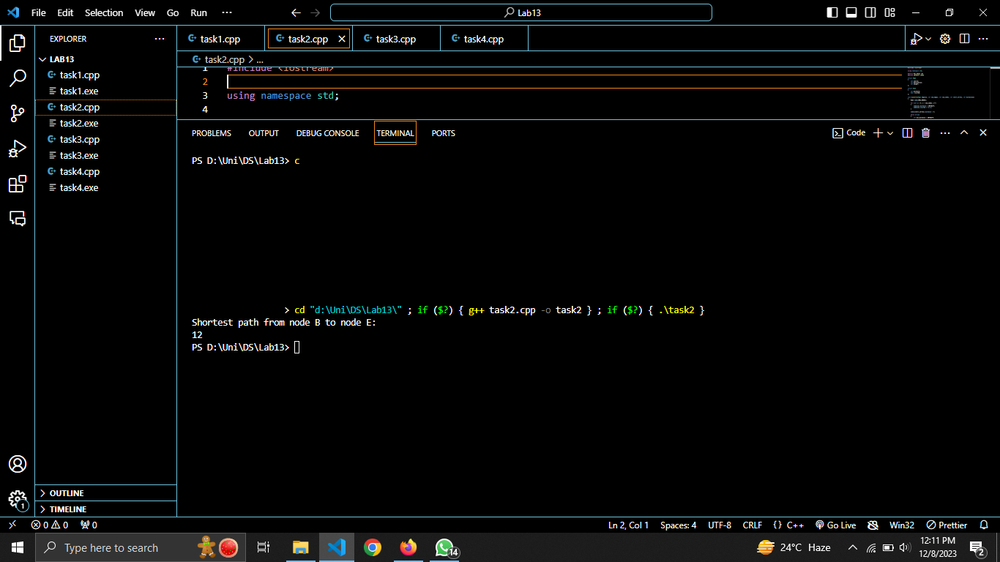 File Edit Selection View Go Run ···
Lab13
EXPLORER ···
LAB13
task1.cpp
task1.exe
task2.cpp
task2.exe
task3.cpp
task3.exe
task4.cpp
task4.exe
OUTLINE
TIMELINE
task1.cpp task2.cpp task3.cpp task4.cpp
task2.cpp > ...
1 #include <iostream>
2
3 using namespace std;
4
PROBLEMS OUTPUT DEBUG CONSOLE TERMINAL PORTS
Code
PS D:\Uni\DS\Lab13> c
> cd "d:\Uni\DS\Lab13\" ; if ($?) { g++ task2.cpp -o task2 } ; if ($?) { .\task2 }
Shortest path from node B to node E:
12
PS D:\Uni\DS\Lab13>
1
0 0 0
Ln 2, Col 1 Spaces: 4 UTF-8 CRLF {} C++ Go Live Win32 Prettier
Type here to search
14
24°C Haze
12:11 PM
12/8/2023
2